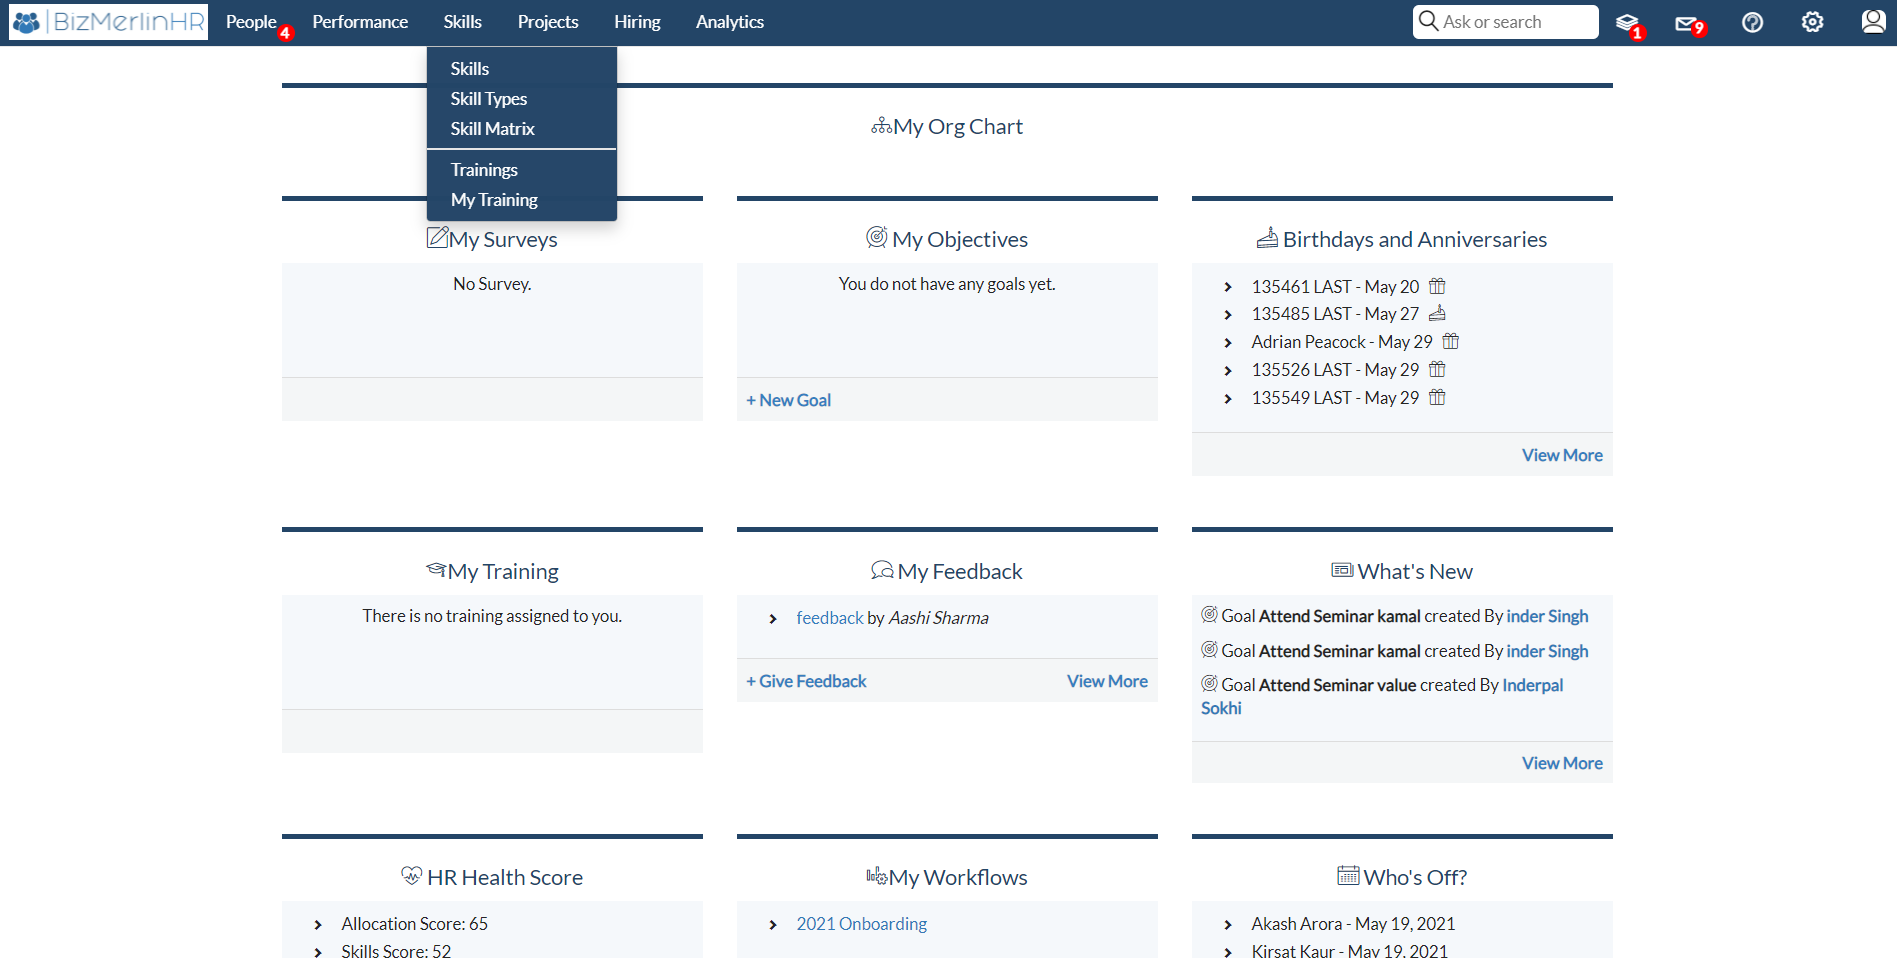 BizMerlinHR People 4 Performance Skills Projects Hiring Analytics Ask or search 1 9
Skills
Skill Types
Skill Matrix
Trainings
My Training
My Org Chart
My Surveys
No Survey.
My Objectives
You do not have any goals yet.
+ New Goal
Birthdays and Anniversaries
135461 LAST - May 20
135485 LAST - May 27
Adrian Peacock - May 29
135526 LAST - May 29
135549 LAST - May 29
View More
My Training
There is no training assigned to you.
My Feedback
feedback by Aashi Sharma
+ Give Feedback View More
What's New
Goal Attend Seminar kamal created By inder Singh
Goal Attend Seminar kamal created By inder Singh
Goal Attend Seminar value created By Inderpal
Sokhi
View More
HR Health Score
Allocation Score: 65
Skills Score: 52
My Workflows
2021 Onboarding
Who's Off?
Akash Arora - May 19, 2021
Kirsat Kaur - May 19, 2021